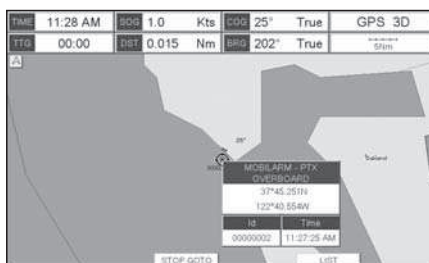 TIME 11:28 AM SOG 1.0 Kts COG 25° True GPS 3D
TTG 00:00 DST 0.015 Nm BRG 202° True 5Nm
A
25°
MOBILARM - PTX
OVERBOARD
37°45.251N
122°40.554W
Id Time
00000002 11:27:25 AM
STOP GOTO LIST